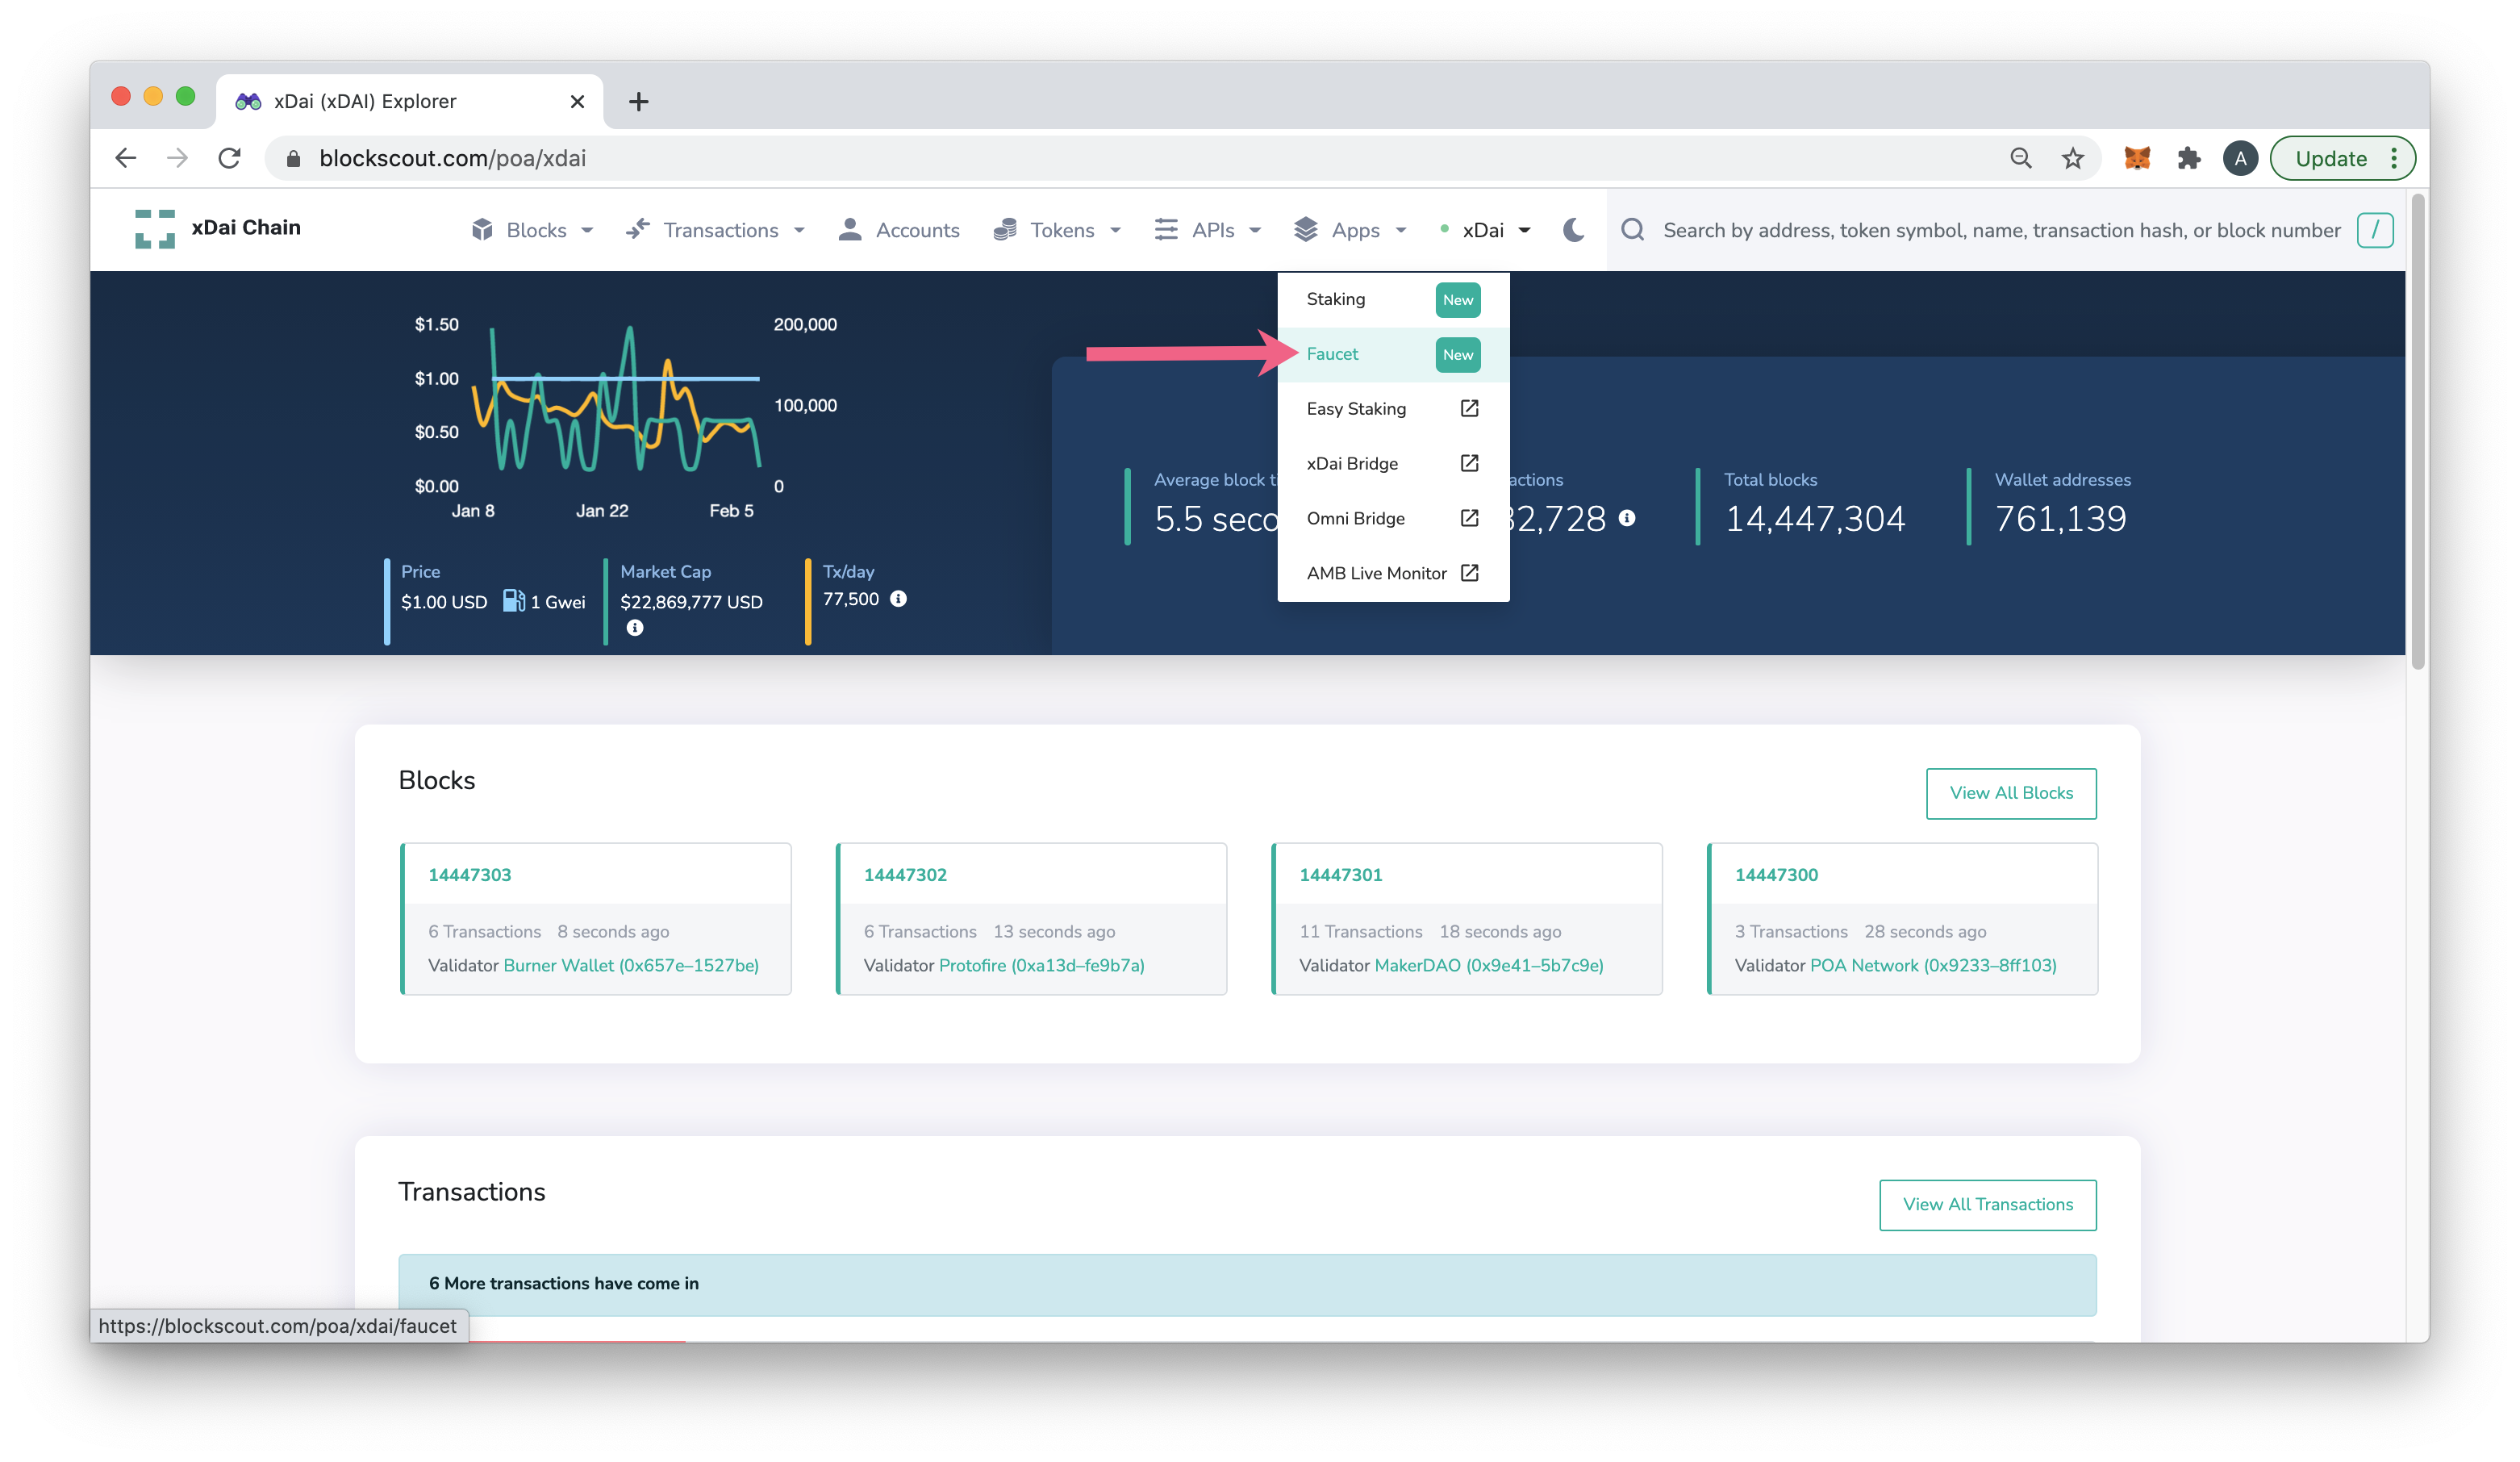 xDai (xDAI) Explorer
blockscout.com/poa/xdai
A
Update
xDai Chain
Blocks
Transactions
Accounts
Tokens
APIs
Apps
xDai
Search by address, token symbol, name, transaction hash, or block number
/
Staking New
Faucet New
Easy Staking
xDai Bridge
Omni Bridge
AMB Live Monitor
$1.50
$1.00
$0.50
$0.00
200,000
100,000
0
Jan 8 Jan 22 Feb 5
Price
$1.00 USD 1 Gwei
Market Cap
$22,869,777 USD
Tx/day
77,500
Average block
5.5
Total blocks
14,447,304
Wallet addresses
761,139
Blocks
View All Blocks
14447303
6 Transactions 8 seconds ago
Validator Burner Wallet (0x657e–1527be)
14447302
6 Transactions 13 seconds ago
Validator Protofire (0xa13d–fe9b7a)
14447301
11 Transactions 18 seconds ago
Validator MakerDAO (0x9e41–5b7c9e)
14447300
3 Transactions 28 seconds ago
Validator POA Network (0x9233–8ff103)
Transactions
View All Transactions
6 More transactions have come in
https://blockscout.com/poa/xdai/faucet